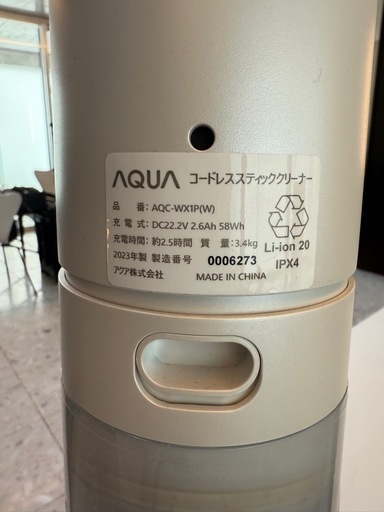 AQUA コードレススティッククリーナー
品　番: AQC-WX1P(W)
充 電 式: DC22.2V 2.6Ah 58Wh
充電時間: 約2.5時間 質 量: 3.4kg
Li-ion 20
2023年製 製造番号 0006273 IPX4
アクア株式会社 MADE IN CHINA